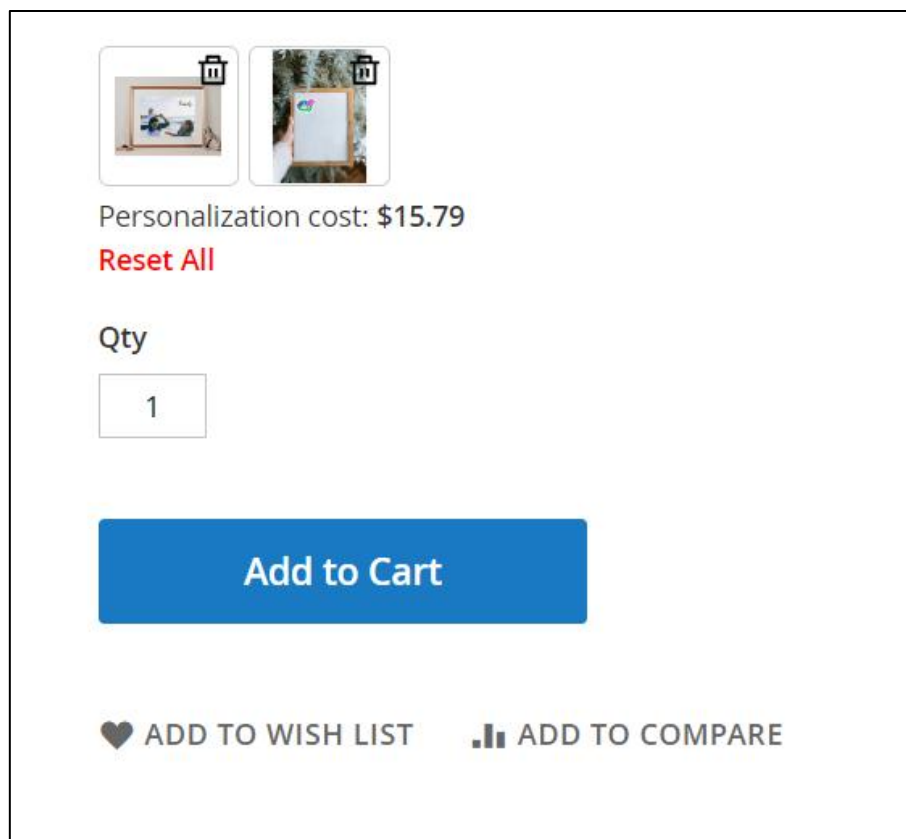 Personalization cost: $15.79
Reset All
Qty
1
Add to Cart
ADD TO WISH LIST ADD TO COMPARE